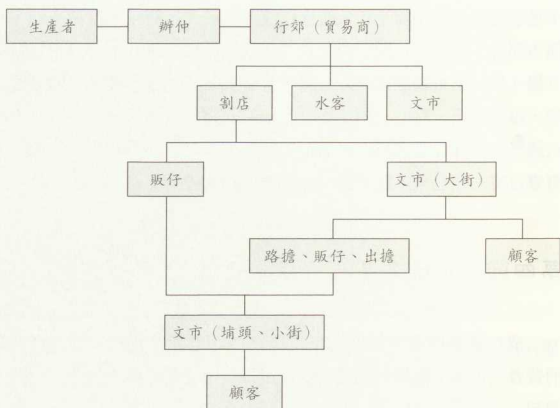 生產者
辦仲
行郊（貿易商）
割店
水客
文市
販仔
文市（大街）
路擔、販仔、出擔
顧客
文市（埔頭、小街）
顧客